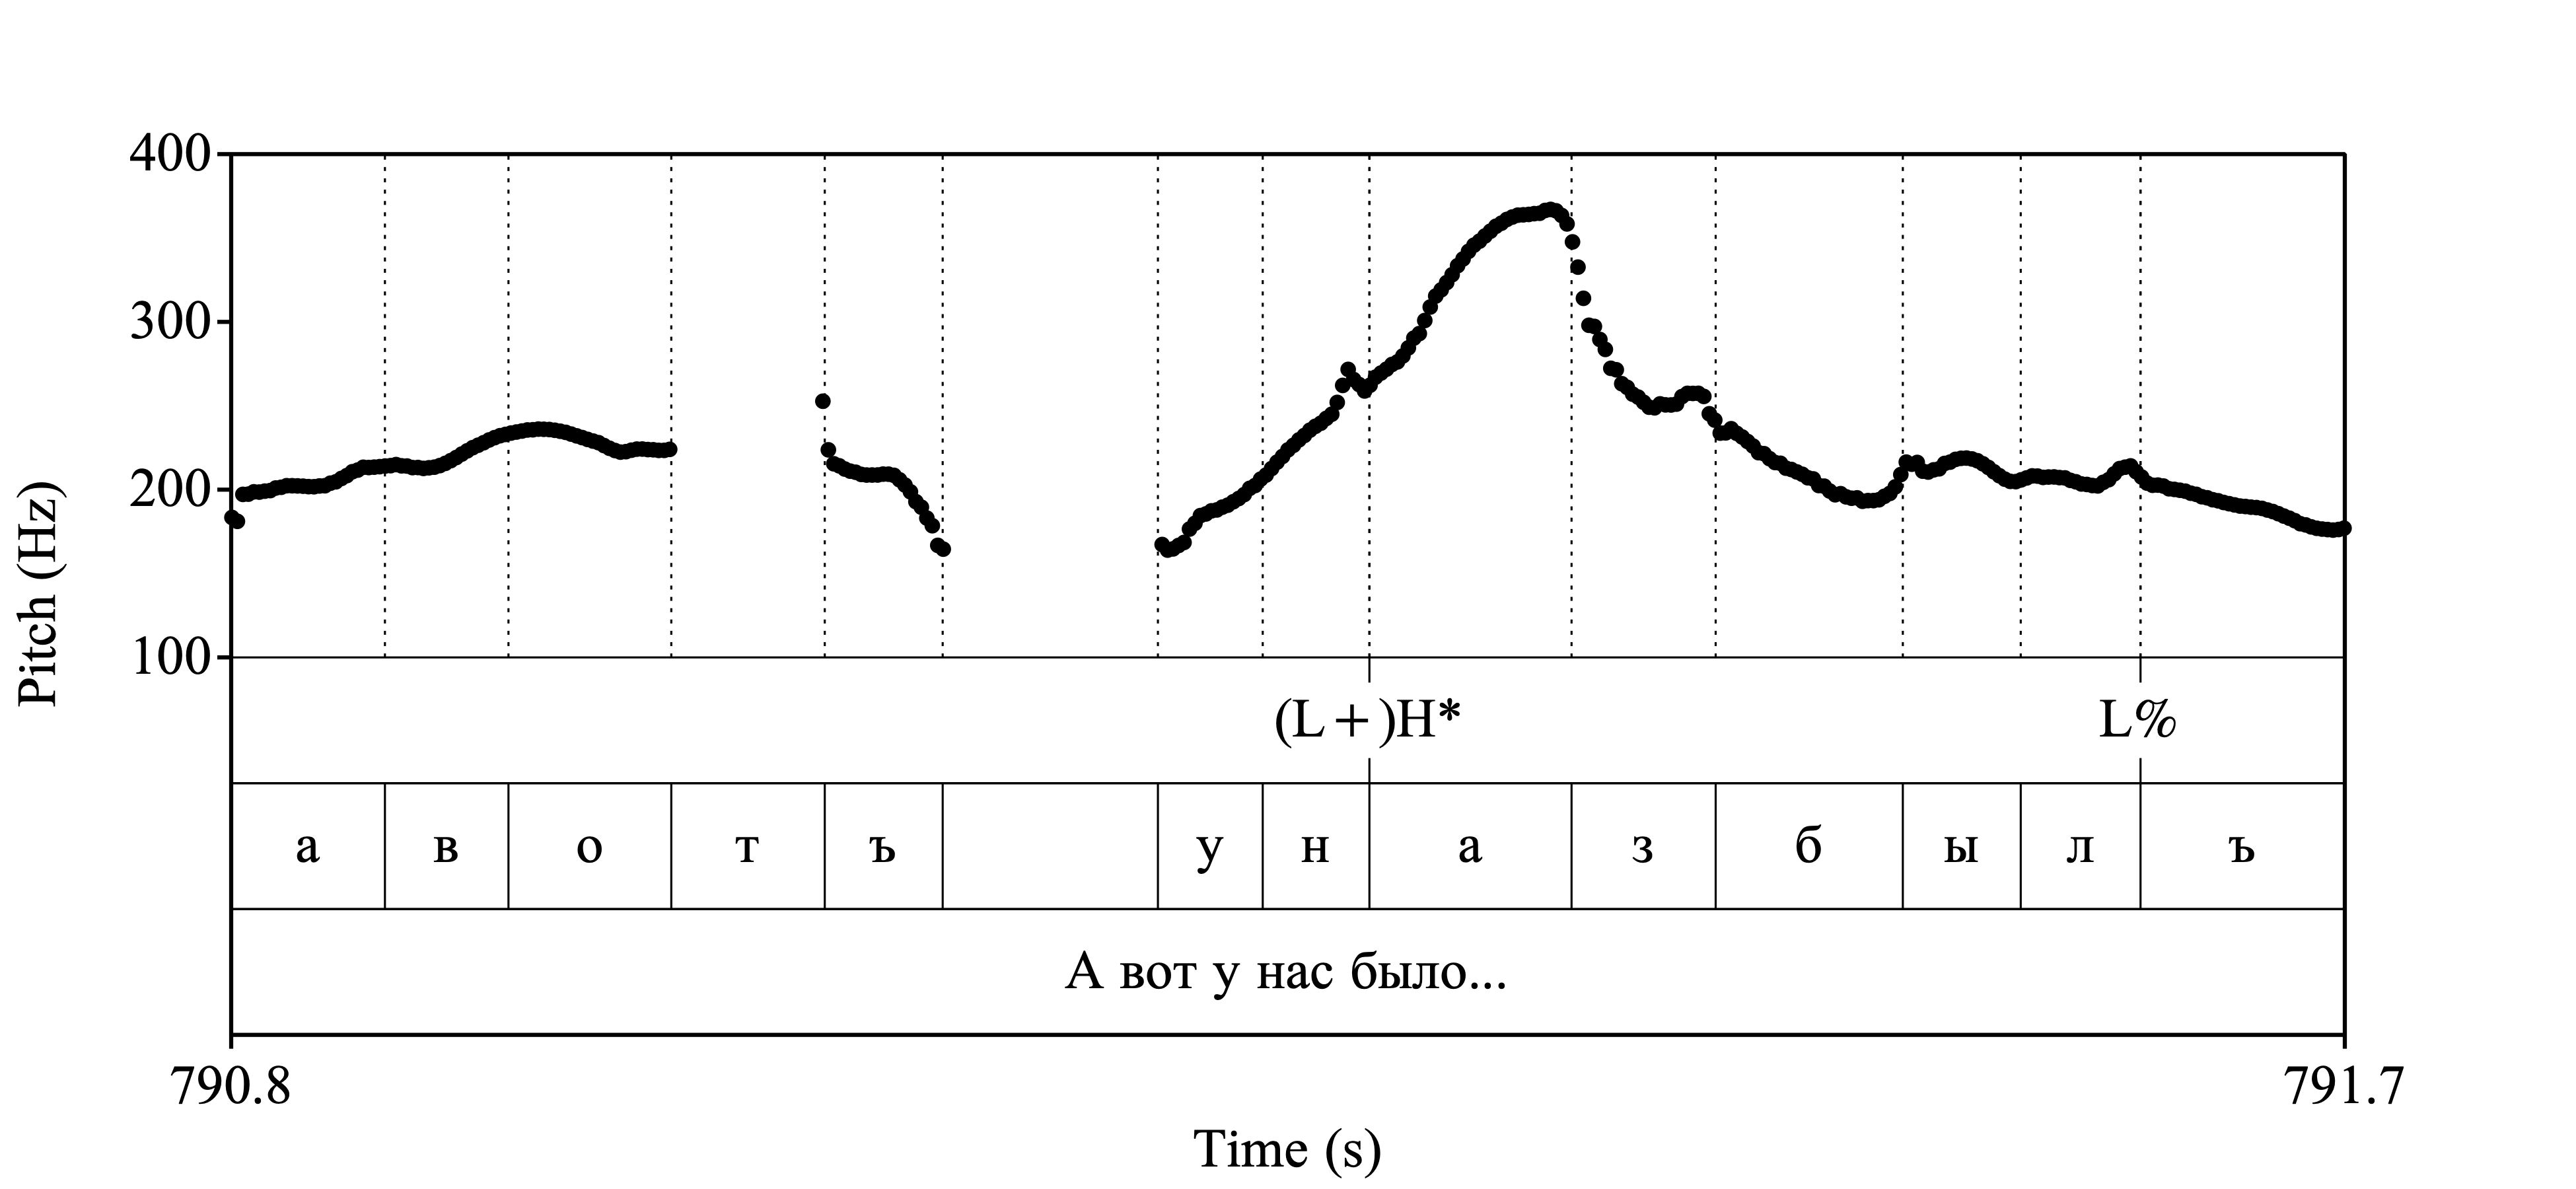 400
300
200
100
Pitch (Hz)
(L+)H* L%
а в о т ъ у н а з б ы л ъ
А вот у нас было...
790.8 791.7
Time (s)